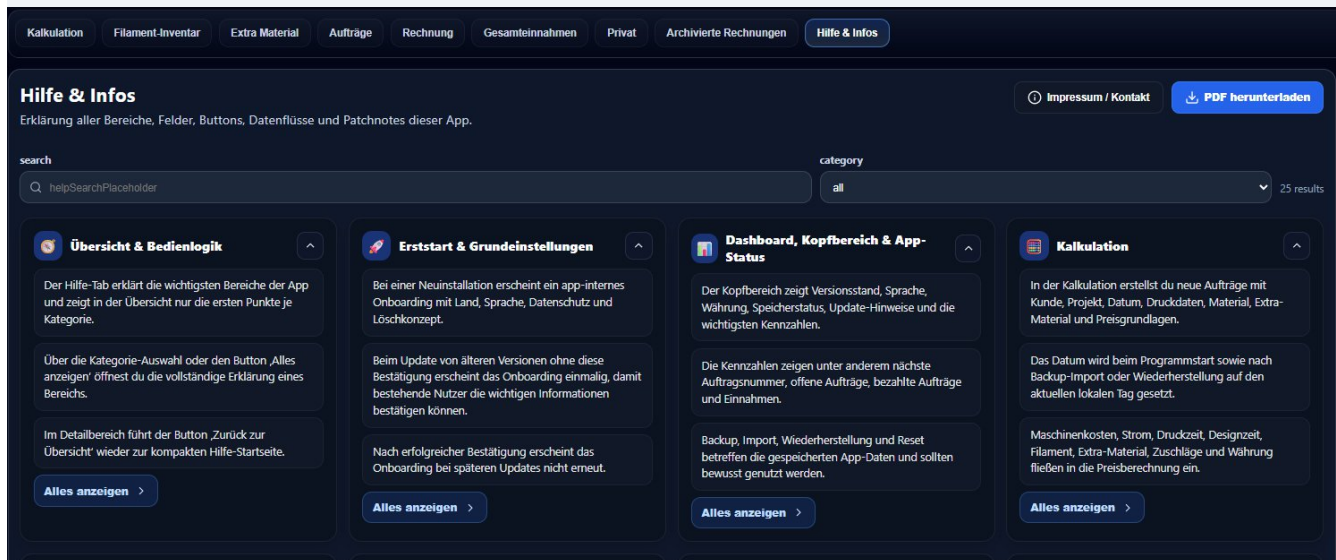 Kalkulation
Filament-Inventar
Extra Material
Aufträge
Rechnung
Gesamteinnahmen
Privat
Archivierte Rechnungen
Hilfe & Infos
Hilfe & Infos
Erklärung aller Bereiche, Felder, Buttons, Datenflüsse und Patchnotes dieser App.
Impressum / Kontakt
PDF herunterladen
search
helpSearchPlaceholder
category
all
25 results
Übersicht & Bedienlogik
Der Hilfe-Tab erklärt die wichtigsten Bereiche der App
und zeigt in der Übersicht nur die ersten Punkte je
Kategorie.
Über die Kategorie-Auswahl oder den Button ‚Alles
anzeigen‘ öffnest du die vollständige Erklärung eines
Bereichs.
Im Detailbereich führt der Button ‚Zurück zur
Übersicht‘ wieder zur kompakten Hilfe-Startseite.
Alles anzeigen
Erststart & Grundeinstellungen
Bei einer Neuinstallation erscheint ein app-internes
Onboarding mit Land, Sprache, Datenschutz und
Löschkonzept.
Beim Update von älteren Versionen ohne diese
Bestätigung erscheint das Onboarding einmalig, damit
bestehende Nutzer die wichtigen Informationen
bestätigen können.
Nach erfolgreicher Bestätigung erscheint das
Onboarding bei späteren Updates nicht erneut.
Alles anzeigen
Dashboard, Kopfbereich & App-
Status
Der Kopfbereich zeigt Versionsstand, Sprache,
Währung, Speicherstatus, Update-Hinweise und die
wichtigsten Kennzahlen.
Die Kennzahlen zeigen unter anderem nächste
Auftragsnummer, offene Aufträge, bezahlte Aufträge
und Einnahmen.
Backup, Import, Wiederherstellung und Reset
betreffen die gespeicherten App-Daten und sollten
bewusst genutzt werden.
Alles anzeigen
Kalkulation
In der Kalkulation erstellst du neue Aufträge mit
Kunde, Projekt, Datum, Druckdaten, Material, Extra-
Material und Preisgrundlagen.
Das Datum wird beim Programmstart sowie nach
Backup-Import oder Wiederherstellung auf den
aktuellen lokalen Tag gesetzt.
Maschinenkosten, Strom, Druckzeit, Designzeit,
Filament, Extra-Material, Zuschläge und Währung
fließen in die Preisberechnung ein.
Alles anzeigen